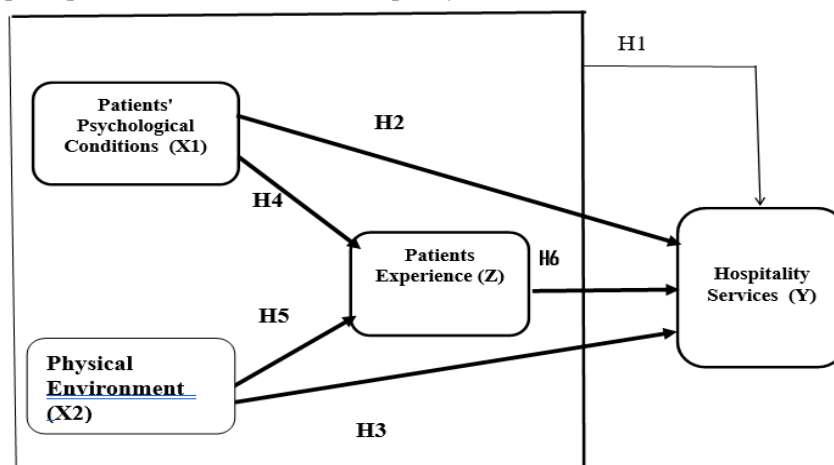 H1
Patients'
Psychological
Conditions (X1)
H2
H4
Patients
Experience (Z)
H6
Hospitality
Services (Y)
H5
Physical
Environment
(X2)
H3